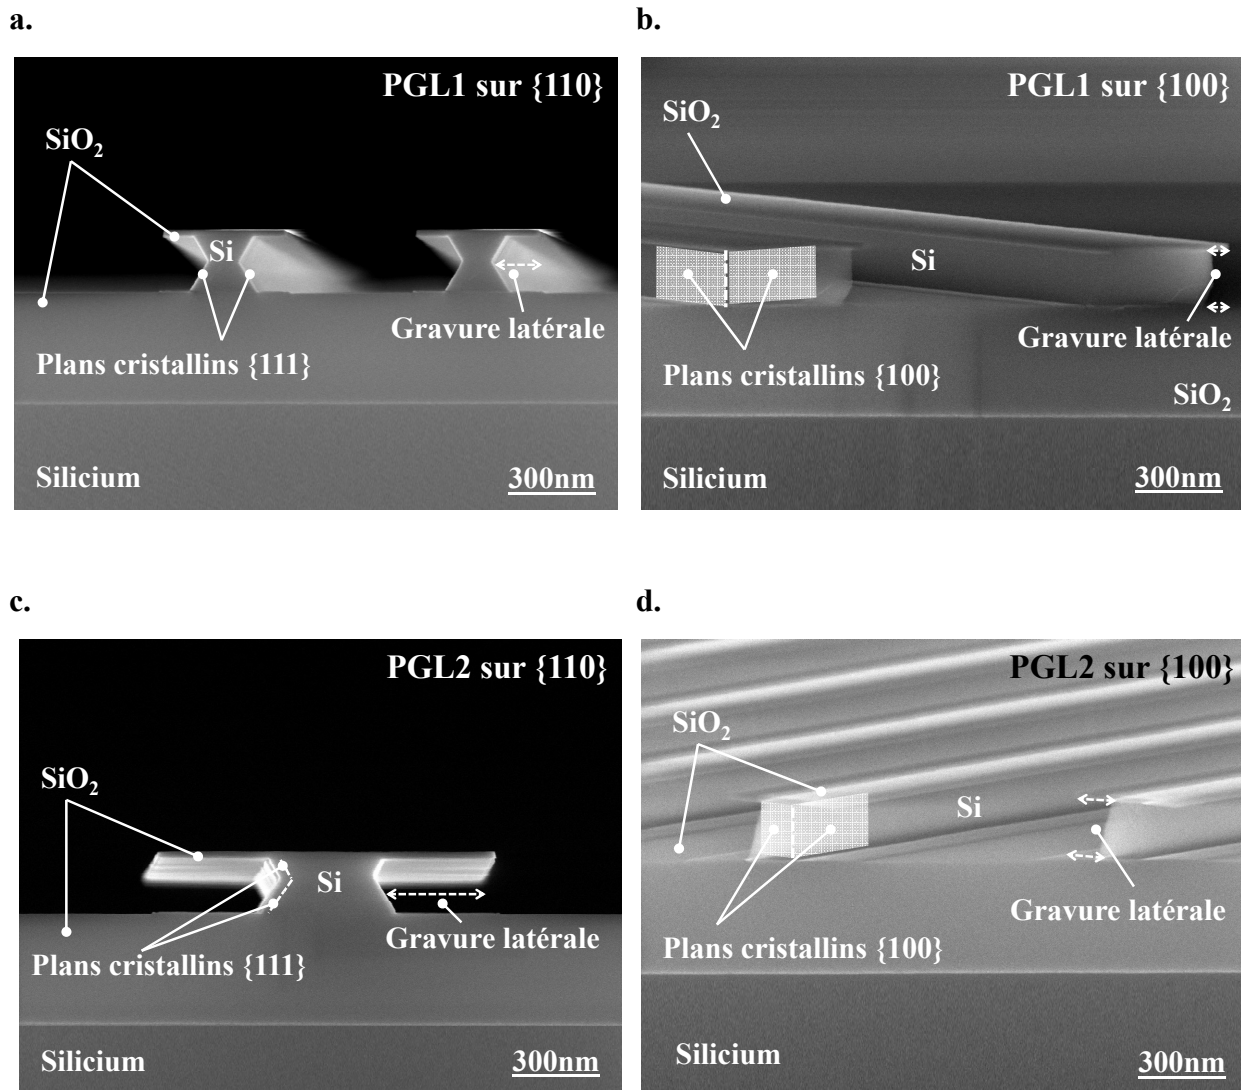 a.
PGL1 sur {110}
SiO₂
Si
Gravure latérale
Plans cristallins {111}
Silicium
300nm
b.
PGL1 sur {100}
SiO₂
Si
Gravure latérale
Plans cristallins {100}
SiO₂
Silicium
300nm
c.
PGL2 sur {110}
SiO₂
Si
Gravure latérale
Plans cristallins {111}
Silicium
300nm
d.
PGL2 sur {100}
SiO₂
Si
Gravure latérale
Plans cristallins {100}
Silicium
300nm